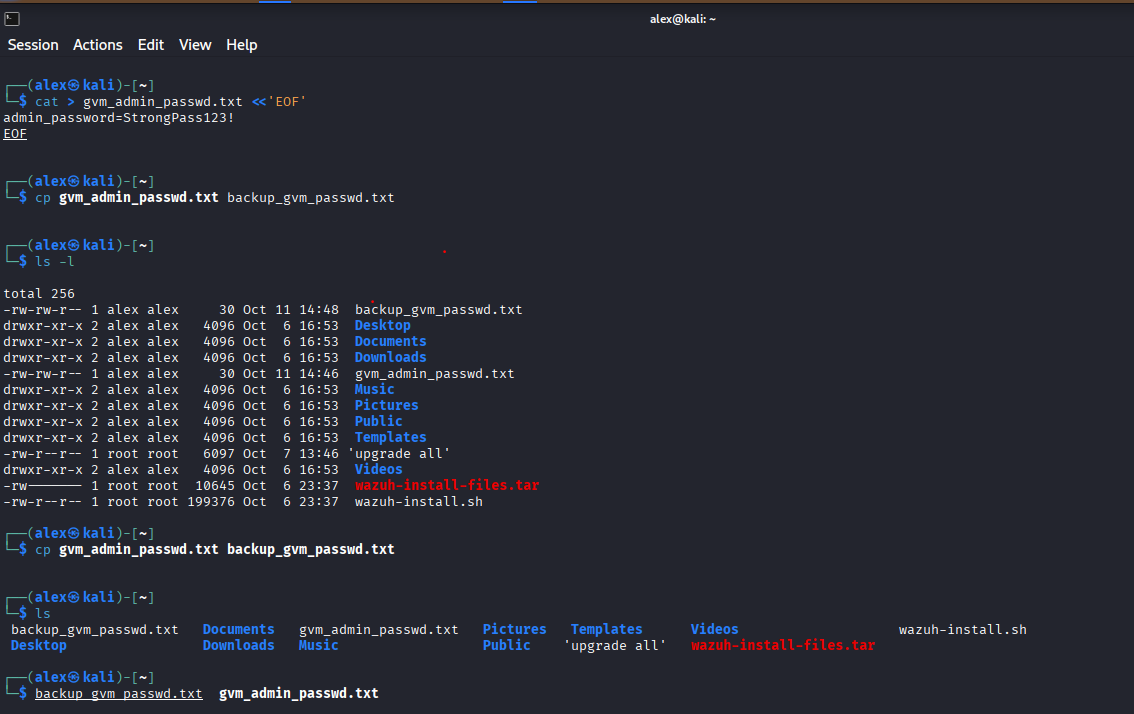 alex@kali: ~
Session Actions Edit View Help
┌──(alex㉿kali)-[~]
└─$ cat > gvm_admin_passwd.txt <<'EOF'
admin_password=StrongPass123!
EOF
┌──(alex㉿kali)-[~]
└─$ cp gvm_admin_passwd.txt backup_gvm_passwd.txt
┌──(alex㉿kali)-[~]
└─$ ls -l
total 256
-rw-rw-r-- 1 alex alex     30 Oct 11 14:48  backup_gvm_passwd.txt
drwxr-xr-x 2 alex alex   4096 Oct  6 16:53  Desktop
drwxr-xr-x 2 alex alex   4096 Oct  6 16:53  Documents
drwxr-xr-x 2 alex alex   4096 Oct  6 16:53  Downloads
-rw-rw-r-- 1 alex alex     30 Oct 11 14:46  gvm_admin_passwd.txt
drwxr-xr-x 2 alex alex   4096 Oct  6 16:53  Music
drwxr-xr-x 2 alex alex   4096 Oct  6 16:53  Pictures
drwxr-xr-x 2 alex alex   4096 Oct  6 16:53  Public
drwxr-xr-x 2 alex alex   4096 Oct  6 16:53  Templates
-rw-r--r-- 1 root root   6097 Oct  7 13:46 'upgrade all'
drwxr-xr-x 2 alex alex   4096 Oct  6 16:53  Videos
-rw------- 1 root root  10645 Oct  6 23:37  wazuh-install-files.tar
-rw-r--r-- 1 root root 199376 Oct  6 23:37  wazuh-install.sh
┌──(alex㉿kali)-[~]
└─$ cp gvm_admin_passwd.txt backup_gvm_passwd.txt
┌──(alex㉿kali)-[~]
└─$ ls
backup_gvm_passwd.txt   Documents   gvm_admin_passwd.txt   Pictures   Templates      Videos                    wazuh-install.sh
Desktop                 Downloads   Music                  Public    'upgrade all'   wazuh-install-files.tar
┌──(alex㉿kali)-[~]
└─$ backup_gvm_passwd.txt  gvm_admin_passwd.txt